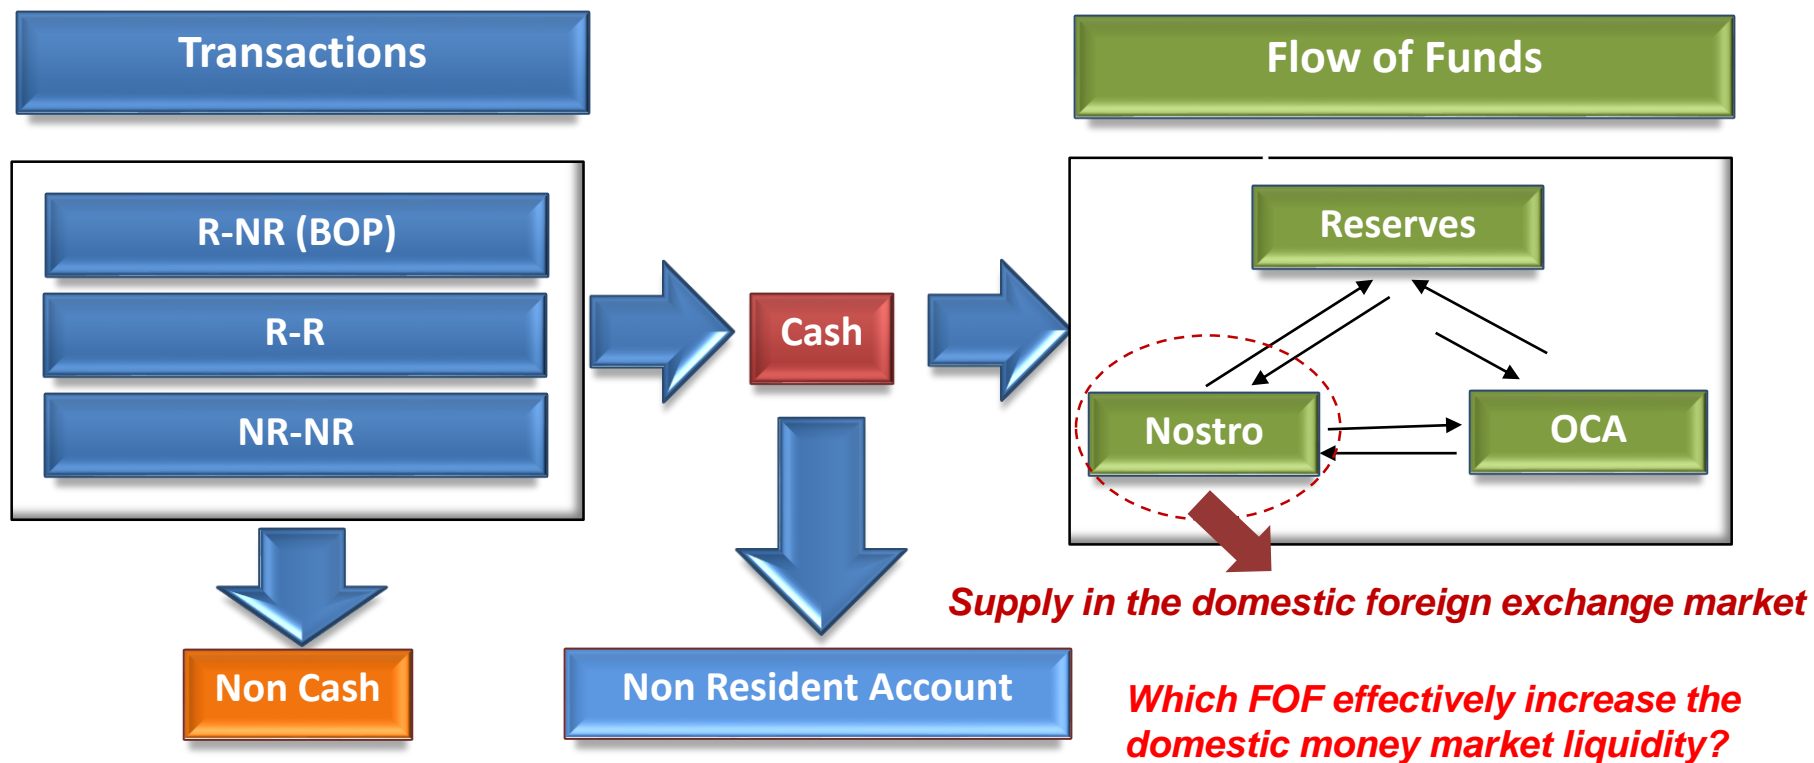 Transactions
Flow of Funds
R-NR (BOP)
R-R
NR-NR
Cash
Reserves
Nostro
OCA
Supply in the domestic foreign exchange market
Non Cash
Non Resident Account
Which FOF effectively increase the
domestic money market liquidity?